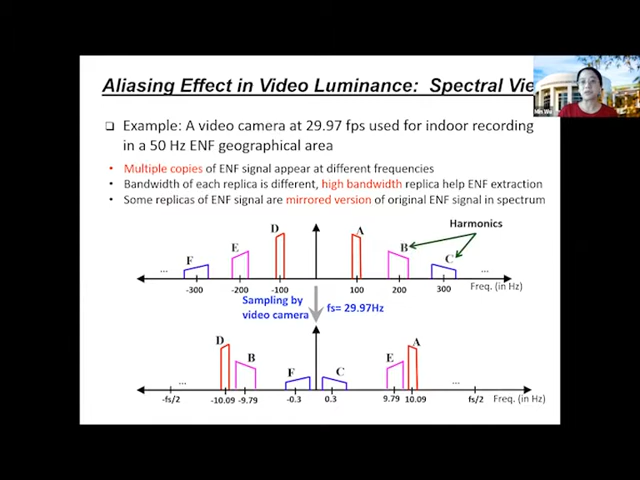 Aliasing Effect in Video Luminance: Spectral Vie
❑ Example: A video camera at 29.97 fps used for indoor recording
in a 50 Hz ENF geographical area
• Multiple copies of ENF signal appear at different frequencies
• Bandwidth of each replica is different, high bandwidth replica help ENF extraction
• Some replicas of ENF signal are mirrored version of original ENF signal in spectrum
Harmonics
F E D A B C
... ...
-300 -200 -100 100 200 300 Freq. (in Hz)
Sampling by
video camera fs= 29.97Hz
D B F C E A
... ...
-fs/2 -10.09 -9.79 -0.3 0.3 9.79 10.09 fs/2 Freq. (in Hz)